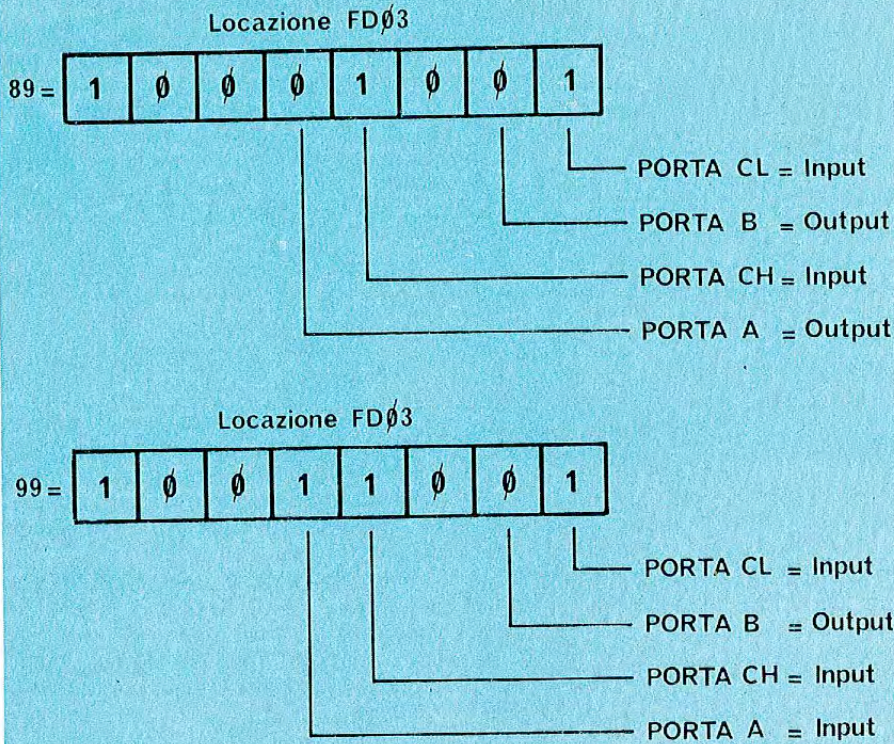 Locazione FDØ3
89 = 1 Ø Ø Ø 1 Ø Ø 1
PORTA CL = Input
PORTA B = Output
PORTA CH = Input
PORTA A = Output
Locazione FDØ3
99 = 1 Ø Ø 1 1 Ø Ø 1
PORTA CL = Input
PORTA B = Output
PORTA CH = Input
PORTA A = Input